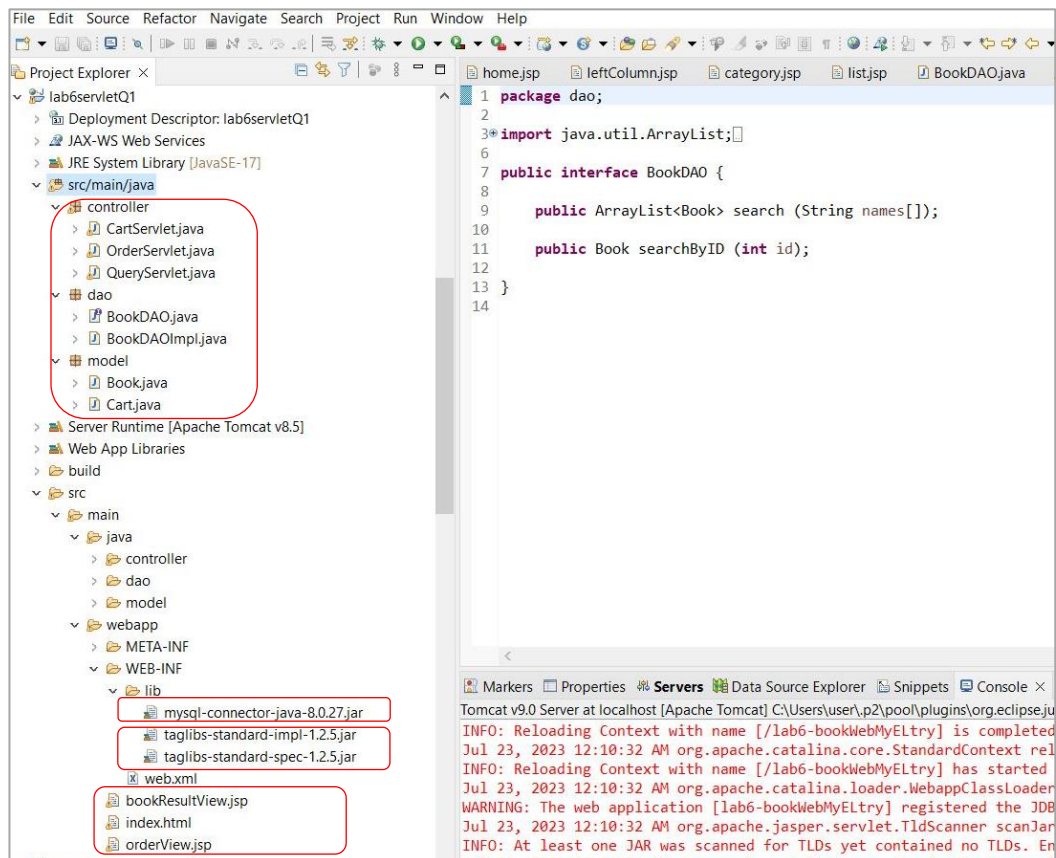 File Edit Source Refactor Navigate Search Project Run Window Help
Project Explorer
lab6servletQ1
Deployment Descriptor: lab6servletQ1
JAX-WS Web Services
JRE System Library [JavaSE-17]
src/main/java
controller
CartServlet.java
OrderServlet.java
QueryServlet.java
dao
BookDAO.java
BookDAOImpl.java
model
Book.java
Cart.java
Server Runtime [Apache Tomcat v8.5]
Web App Libraries
build
src
main
java
controller
dao
model
webapp
META-INF
WEB-INF
lib
mysql-connector-java-8.0.27.jar
taglibs-standard-impl-1.2.5.jar
taglibs-standard-spec-1.2.5.jar
web.xml
bookResultView.jsp
index.html
orderView.jsp
home.jsp leftColumn.jsp category.jsp list.jsp BookDAO.java
1 package dao;
2
3 import java.util.ArrayList;
6
7 public interface BookDAO {
8
9 public ArrayList<Book> search (String names[]);
10
11 public Book searchByID (int id);
12
13 }
14
Markers Properties Servers Data Source Explorer Snippets Console
Tomcat v9.0 Server at localhost [Apache Tomcat] C:\Users\user\.p2\pool\plugins\org.eclipse.ju
INFO: Reloading Context with name [/lab6-bookWebMyELtry] is completed
Jul 23, 2023 12:10:32 AM org.apache.catalina.core.StandardContext rel
INFO: Reloading Context with name [/lab6-bookWebMyELtry] has started
Jul 23, 2023 12:10:32 AM org.apache.catalina.loader.WebappClassLoader
WARNING: The web application [lab6-bookWebMyELtry] registered the JDB
Jul 23, 2023 12:10:32 AM org.apache.jasper.servlet.TldScanner scanJar
INFO: At least one JAR was scanned for TLDs yet contained no TLDs. En